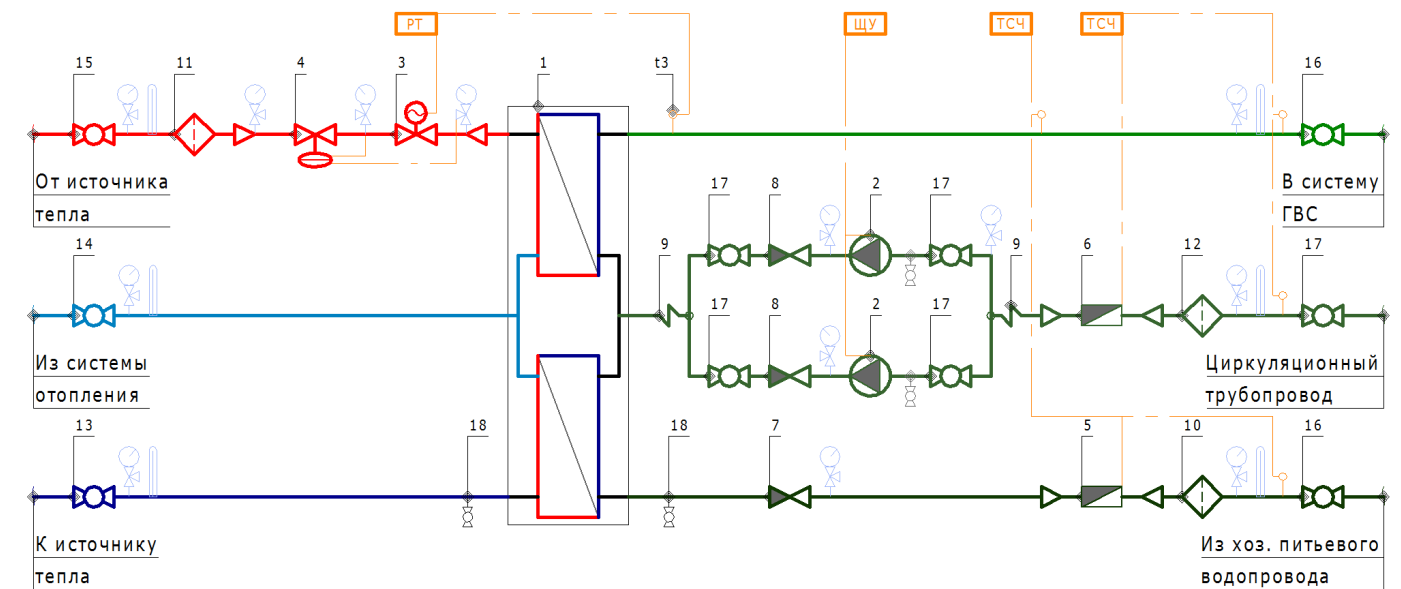 РТ ЩУ ТСЧ ТСЧ
15 11 4 3 1 t3 16
От источника
тепла
В систему
ГВС
17 8 2 17
14 9 9 6 12 17
17 8 2 17
Из системы
отопления
Циркуляционный
трубопровод
13 18 18 7 5 10 16
К источнику
тепла
Из хоз. питьевого
водопровода